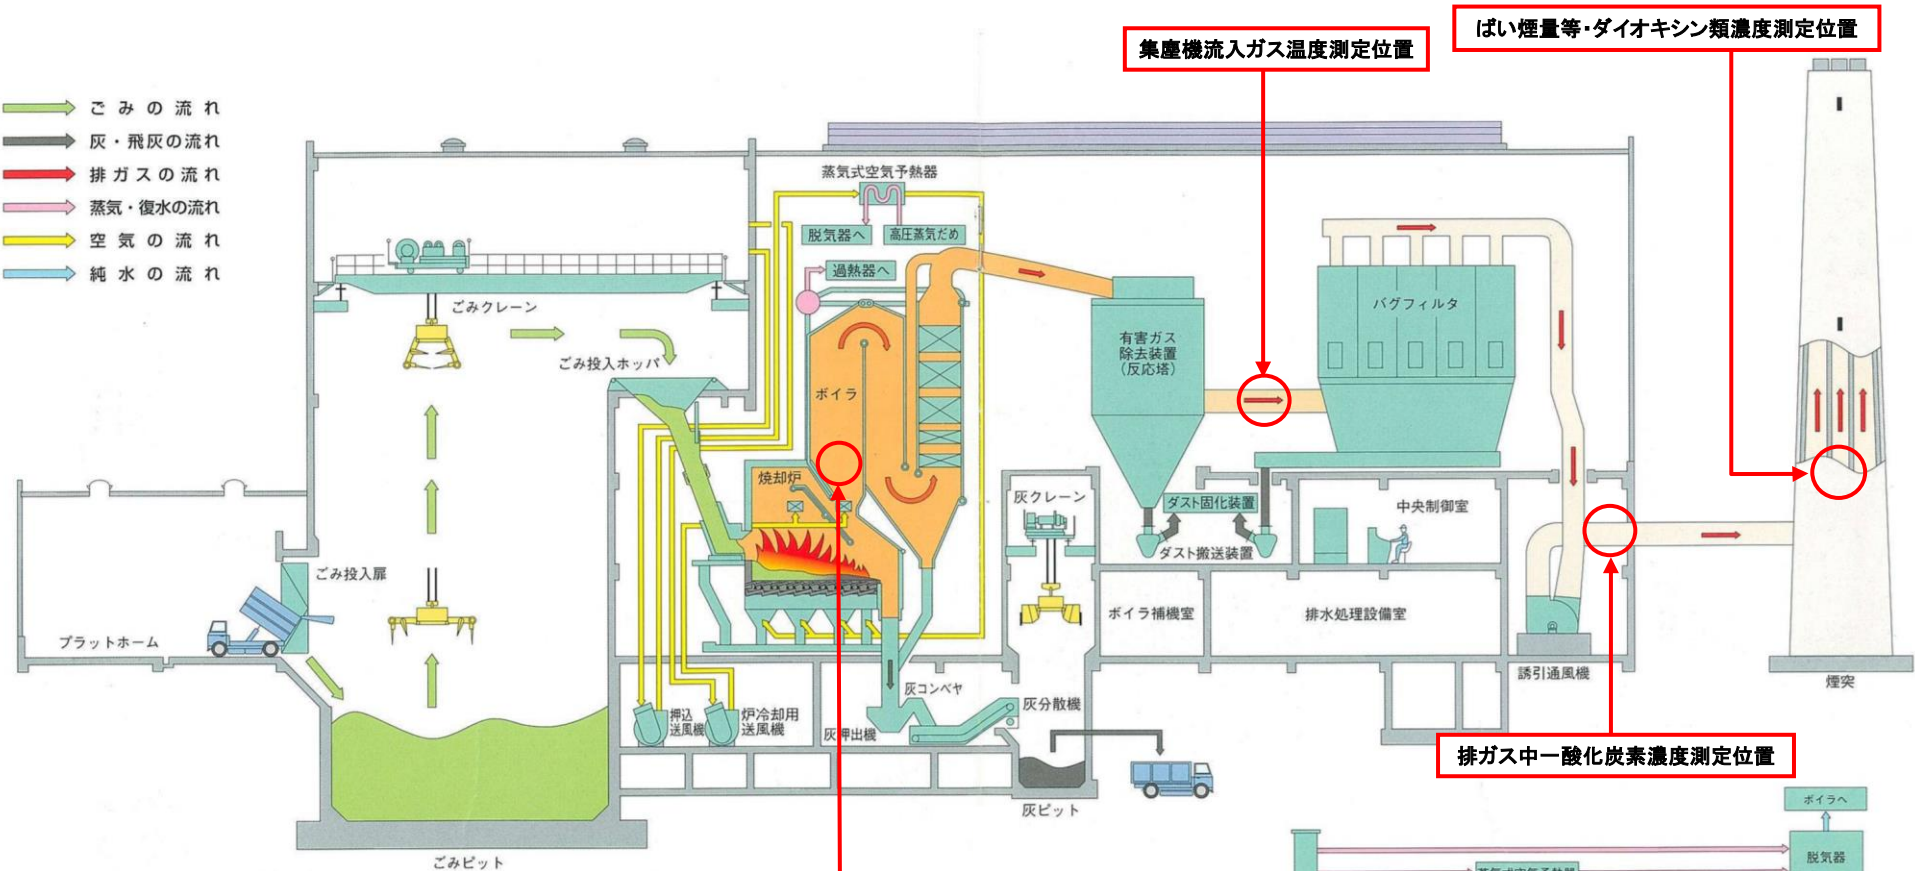 ばい煙量等・ダイオキシン類濃度測定位置
集塵機流入ガス温度測定位置
ごみの流れ
灰・飛灰の流れ
排ガスの流れ
蒸気・復水の流れ
空気の流れ
純水の流れ
蒸気式空気予熱器
脱気器へ
高圧蒸気だめ
過熱器へ
ごみクレーン
ごみ投入ホッパ
ボイラ
有害ガス
除去装置
(反応塔)
バグフィルタ
焼却炉
灰クレーン
ダスト固化装置
中央制御室
ダスト搬送装置
ごみ投入扉
プラットホーム
ボイラ補機室
排水処理設備室
誘引通風機
煙突
灰コンベヤ
灰分散機
押込
送風機
炉冷却用
送風機
灰押出機
排ガス中一酸化炭素濃度測定位置
灰ピット
ごみピット
ボイラへ
脱気器
蒸気式空気予熱器